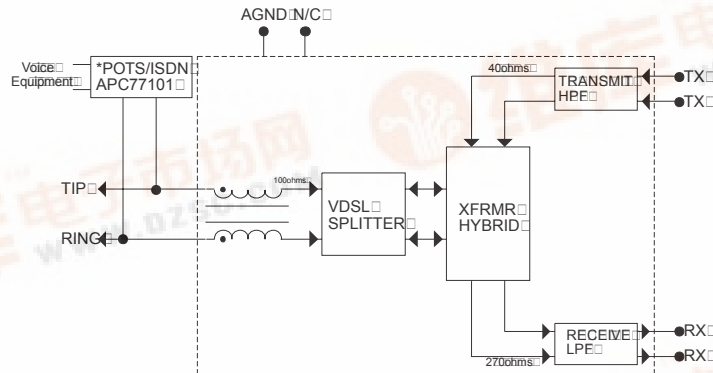 AGND N/C
Voice
Equipment
*POTS/ISDN
APC77101
40ohms
TRANSMIT
HPF
TX
TX
TIP
100ohms
VDSL
SPLITTER
XFRMR
HYBRID
RING
RECEIVE
LPF
RX
RX
270ohms